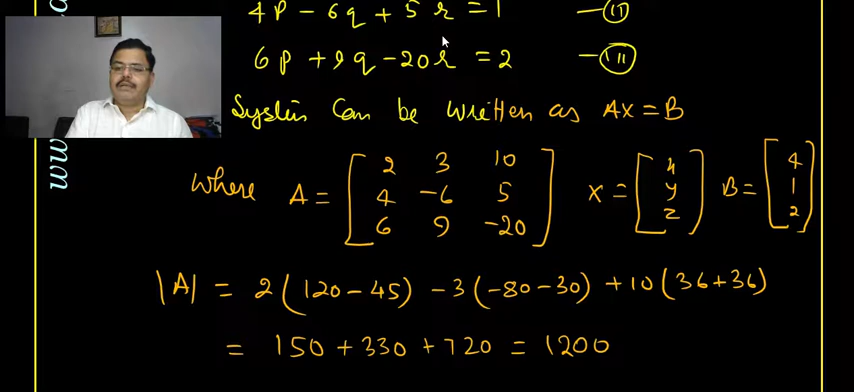 4p - 6q + 5r = 1 — (ii)
6p + 9q - 20r = 2 — (iii)
System can be written as AX = B
where A = [ 2 3 10 X = [ x B = [ 4
4 -6 5 y 1
6 9 -20 ] z ] 2 ]
|A| = 2 (120 - 45) - 3 (-80 - 30) + 10 (36 + 36)
= 150 + 330 + 720 = 1200
www.